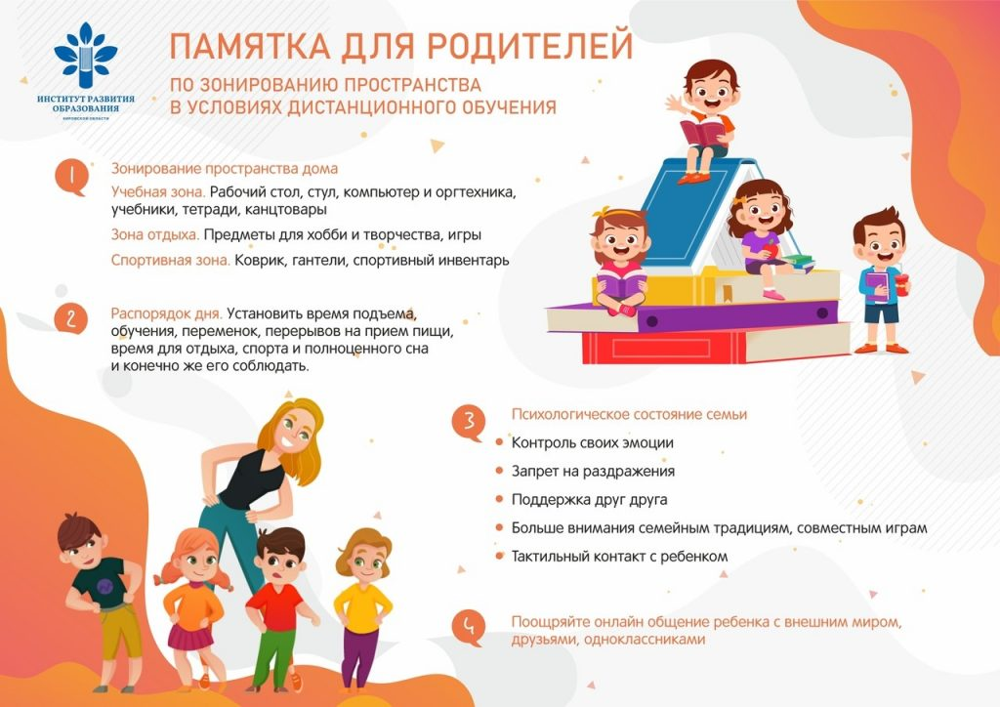 ИНСТИТУТ РАЗВИТИЯ
ОБРАЗОВАНИЯ
КИРОВСКОЙ ОБЛАСТИ
ПАМЯТКА ДЛЯ РОДИТЕЛЕЙ
ПО ЗОНИРОВАНИЮ ПРОСТРАНСТВА
В УСЛОВИЯХ ДИСТАНЦИОННОГО ОБУЧЕНИЯ
1
Зонирование пространства дома
Учебная зона. Рабочий стол, стул, компьютер и оргтехника,
учебники, тетради, канцтовары
Зона отдыха. Предметы для хобби и творчества, игры
Спортивная зона. Коврик, гантели, спортивный инвентарь
2
Распорядок дня. Установить время подъема,
обучения, переменок, перерывов на прием пищи,
время для отдыха, спорта и полноценного сна
и конечно же его соблюдать.
3
Психологическое состояние семьи
• Контроль своих эмоции
• Запрет на раздражения
• Поддержка друг друга
• Больше внимания семейным традициям, совместным играм
• Тактильный контакт с ребенком
4
Поощряйте онлайн общение ребенка с внешним миром,
друзьями, одноклассниками